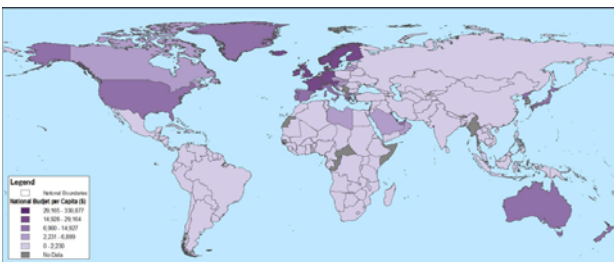 Legend
National Boundaries
National Budget per Capita ($)
29,165 - 339,877
14,928 - 29,164
6,900 - 14,927
2,231 - 6,899
0 - 2,230
No Data